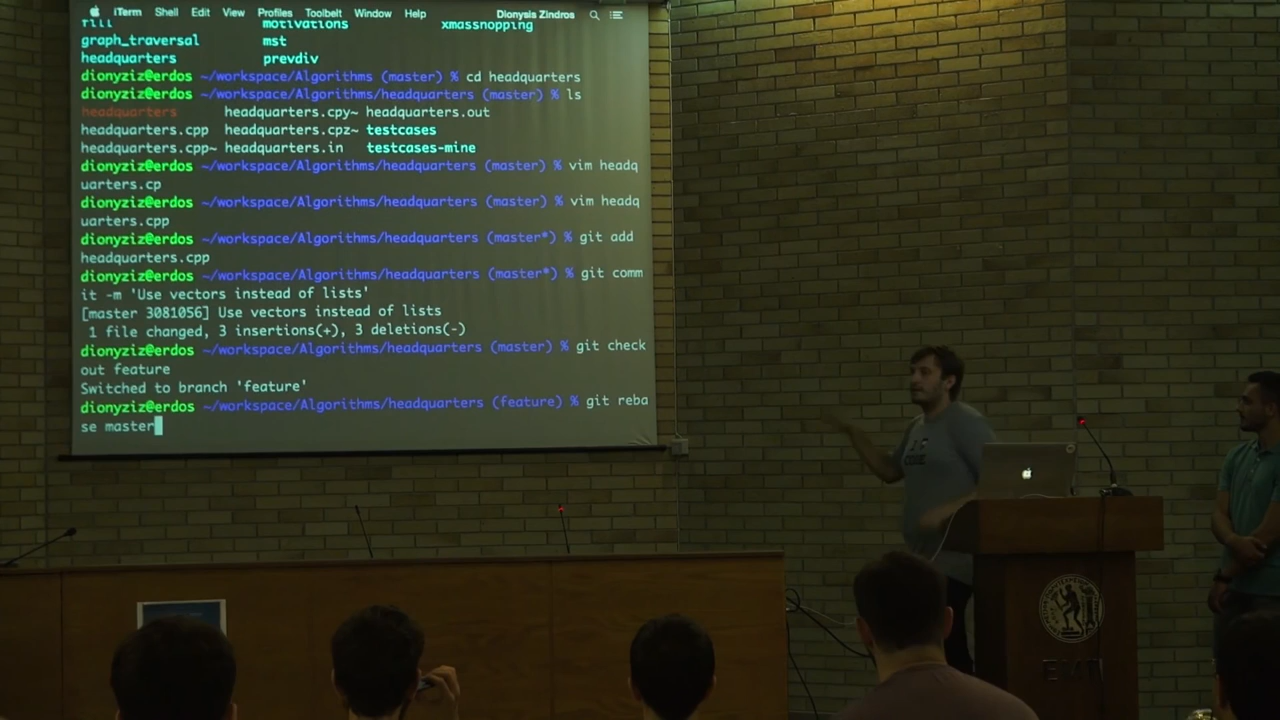 iTerm Shell Edit View Profiles Toolbelt Window Help Dionysis Zindros
fill motivations xmassnopping
graph_traversal mst
headquarters prevdiv
dionyziz@erdos ~/workspace/Algorithms (master) % cd headquarters
dionyziz@erdos ~/workspace/Algorithms/headquarters (master) % ls
headquarters headquarters.cpy~ headquarters.out
headquarters.cpp headquarters.cpz~ testcases
headquarters.cpp~ headquarters.in testcases-mine
dionyziz@erdos ~/workspace/Algorithms/headquarters (master) % vim headq
uarters.cp
dionyziz@erdos ~/workspace/Algorithms/headquarters (master) % vim headq
uarters.cpp
dionyziz@erdos ~/workspace/Algorithms/headquarters (master*) % git add
headquarters.cpp
dionyziz@erdos ~/workspace/Algorithms/headquarters (master*) % git comm
it -m 'Use vectors instead of lists'
[master 3081056] Use vectors instead of lists
1 file changed, 3 insertions(+), 3 deletions(-)
dionyziz@erdos ~/workspace/Algorithms/headquarters (master) % git check
out feature
Switched to branch 'feature'
dionyziz@erdos ~/workspace/Algorithms/headquarters (feature) % git reba
se master